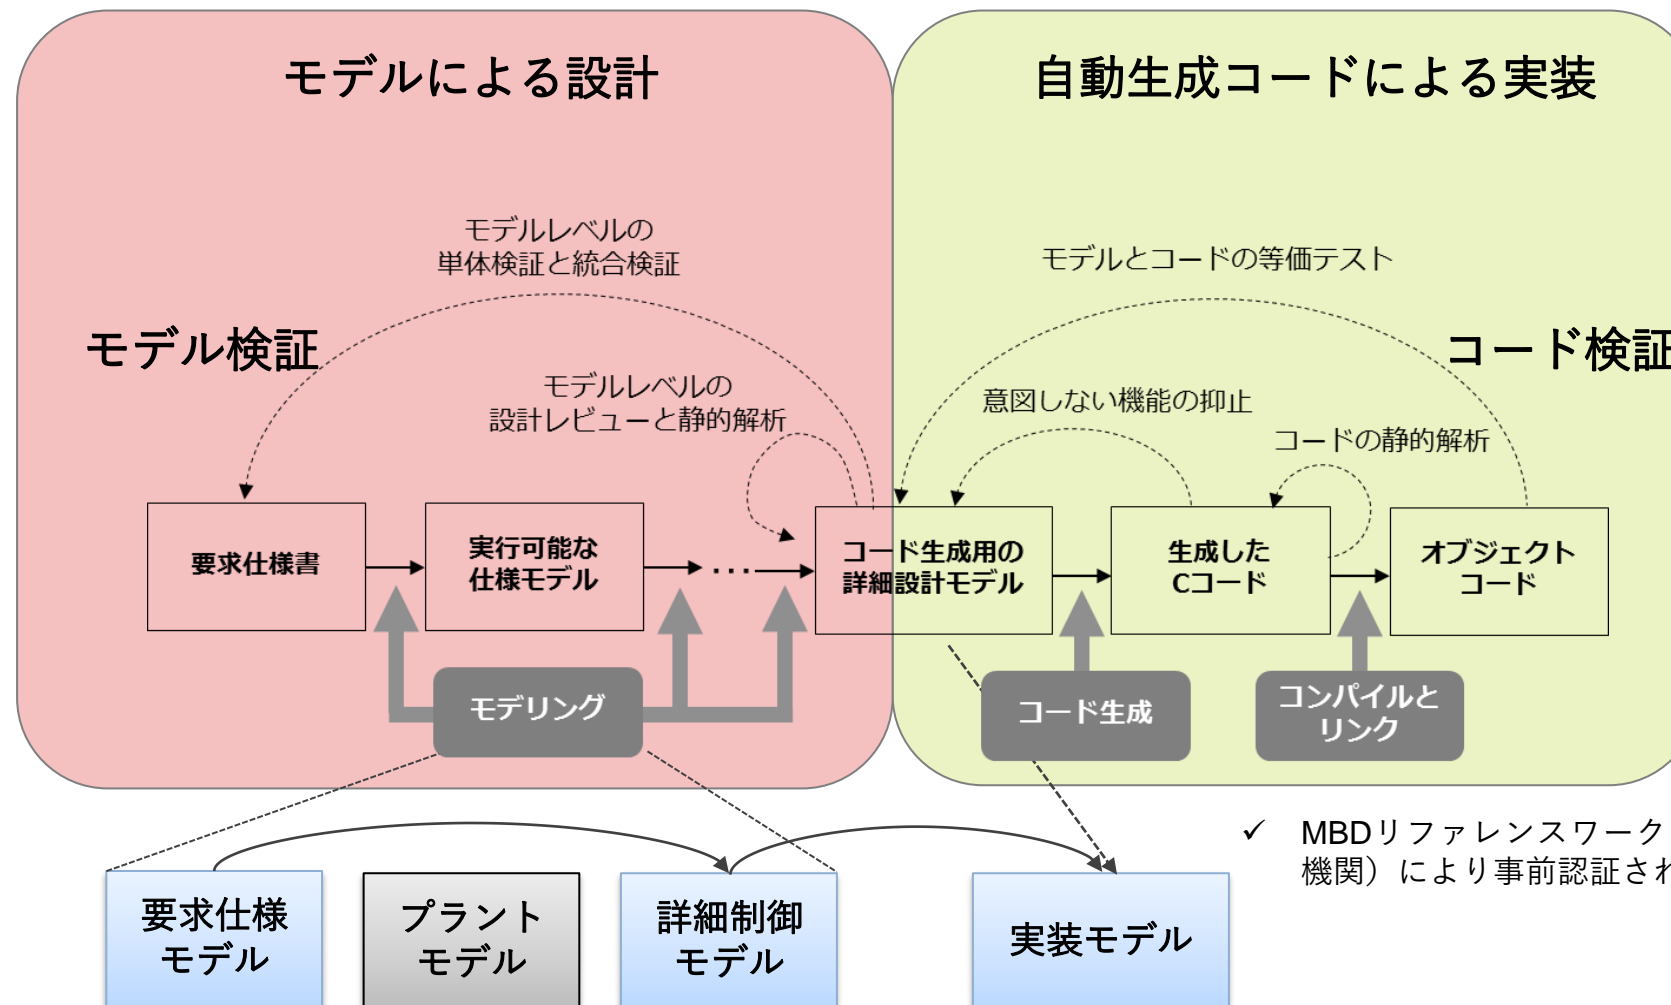 モデルによる設計
自動生成コードによる実装
モデルレベルの
単体検証と統合検証
モデルとコードの等価テスト
モデル検証
コード検証
モデルレベルの
設計レビューと静的解析
意図しない機能の抑止
コードの静的解析
要求仕様書
実行可能な
仕様モデル
...
コード生成用の
詳細設計モデル
生成した
Cコード
オブジェクト
コード
モデリング
コード生成
コンパイルと
リンク
✓ MBDリファレンスワーク
機関）により事前認証され
要求仕様
モデル
プラント
モデル
詳細制御
モデル
実装モデル